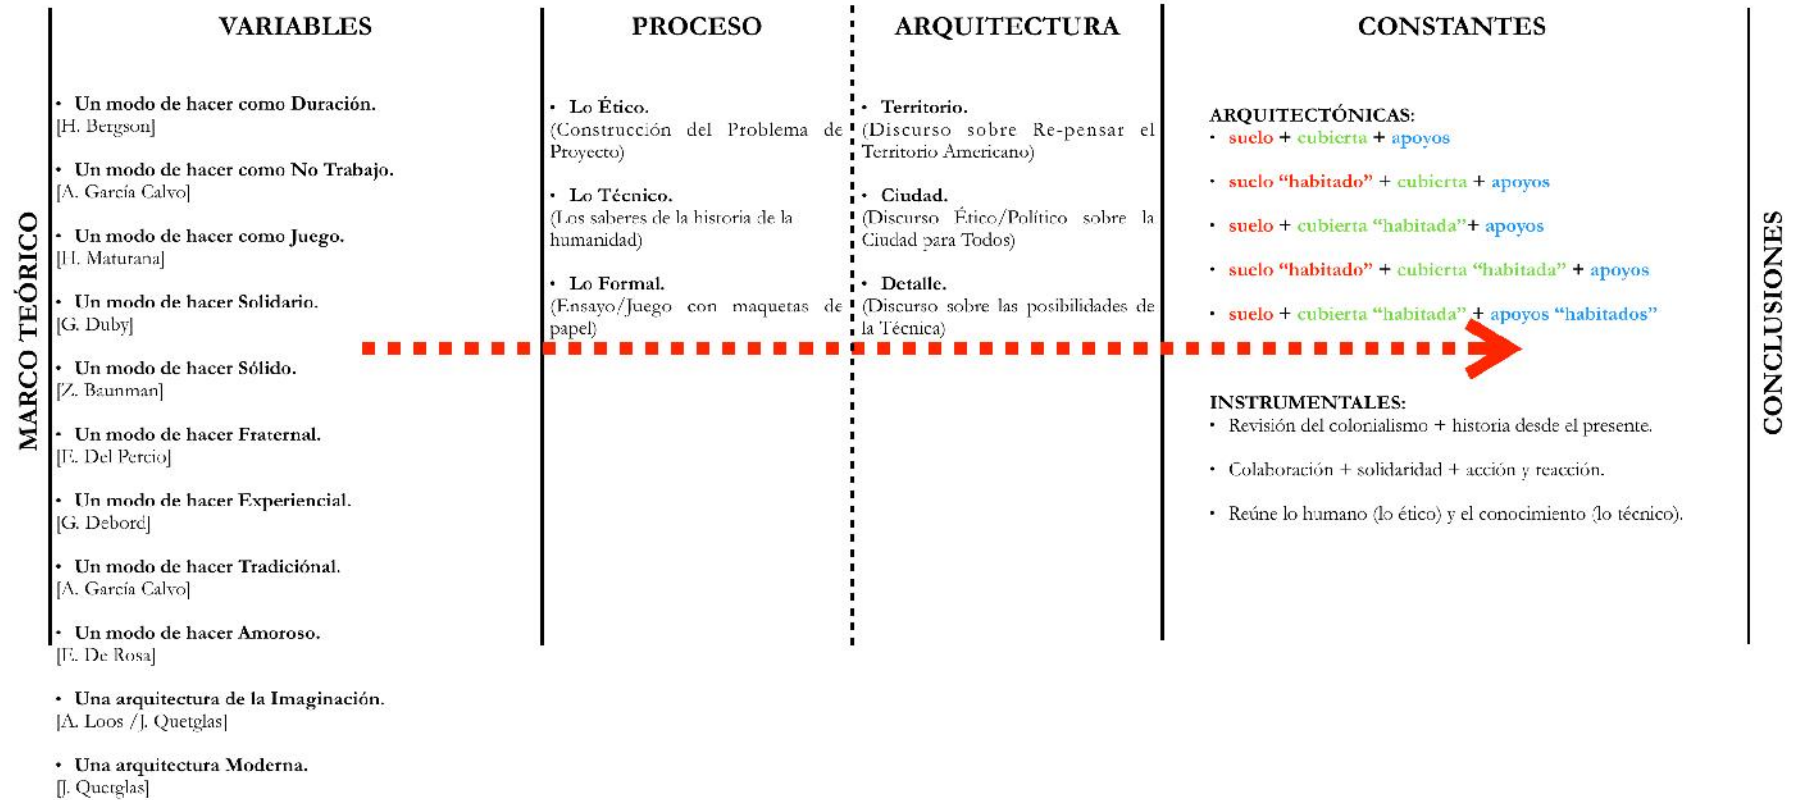 MARCO TEÓRICO
VARIABLES
• Un modo de hacer como Duración.
[H. Bergson]
• Un modo de hacer como No Trabajo.
[A. García Calvo]
• Un modo de hacer como Juego.
[H. Maturana]
• Un modo de hacer Solidario.
[G. Duby]
• Un modo de hacer Sólido.
[Z. Baunman]
• Un modo de hacer Fraternal.
[E. Del Percio]
• Un modo de hacer Experiencial.
[G. Debord]
• Un modo de hacer Tradiciónal.
[A. García Calvo]
• Un modo de hacer Amoroso.
[E. De Rosa]
• Una arquitectura de la Imaginación.
[A. Loos /J. Quetglas]
• Una arquitectura Moderna.
[J. Quetglas]
PROCESO
• Lo Ético.
(Construcción del Problema de
Proyecto)
• Lo Técnico.
(Los saberes de la historia de la
humanidad)
• Lo Formal.
(Ensayo/Juego con maquetas de
papel)
ARQUITECTURA
• Territorio.
(Discurso sobre Re-pensar el
Territorio Americano)
• Ciudad.
(Discurso Ético/Político sobre la
Ciudad para Todos)
• Detalle.
(Discurso sobre las posibilidades de
la Técnica)
CONSTANTES
ARQUITECTÓNICAS:
• suelo + cubierta + apoyos
• suelo “habitado” + cubierta + apoyos
• suelo + cubierta “habitada”+ apoyos
• suelo “habitado” + cubierta “habitada” + apoyos
• suelo + cubierta “habitada” + apoyos “habitados”
INSTRUMENTALES:
• Revisión del colonialismo + historia desde el presente.
• Colaboración + solidaridad + acción y reacción.
• Reúne lo humano (lo ético) y el conocimiento (lo técnico).
CONCLUSIONES